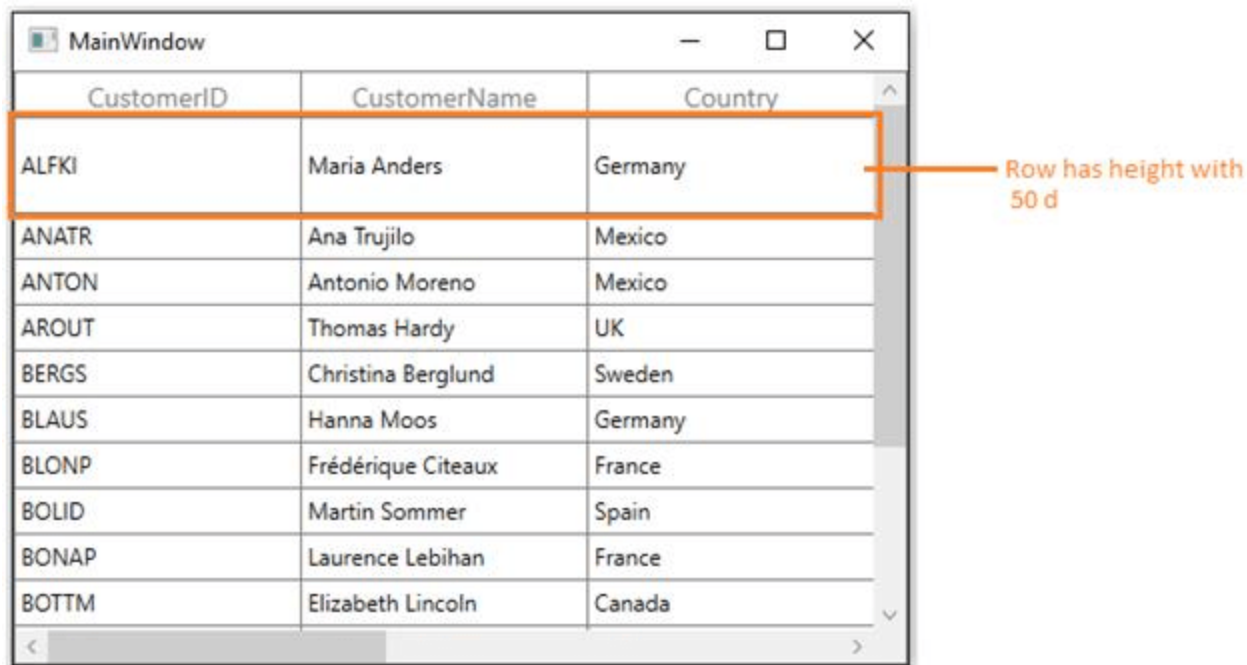 MainWindow
CustomerID CustomerName Country
ALFKI Maria Anders Germany
Row has height with
50 d
ANATR Ana Trujilo Mexico
ANTON Antonio Moreno Mexico
AROUT Thomas Hardy UK
BERGS Christina Berglund Sweden
BLAUS Hanna Moos Germany
BLONP Frédérique Citeaux France
BOLID Martin Sommer Spain
BONAP Laurence Lebihan France
BOTTM Elizabeth Lincoln Canada